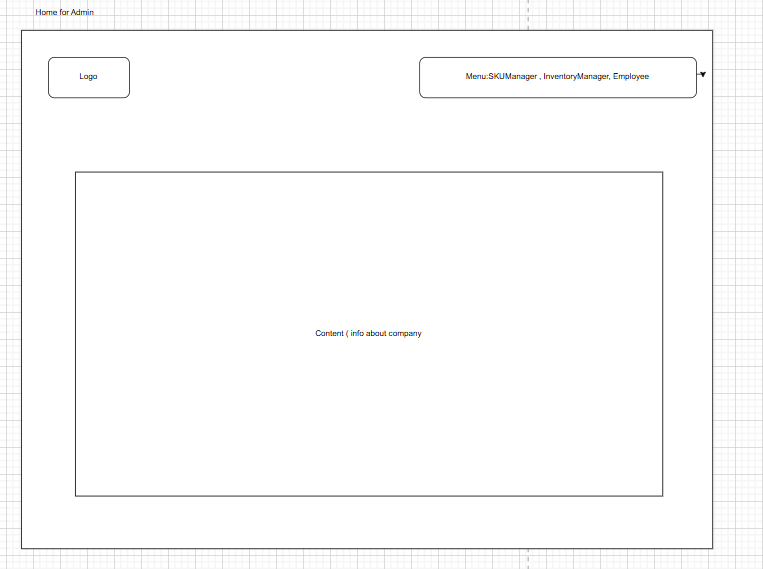 Home for Admin
Logo
Menu:SKUManager , InventoryManager, Employee
Content ( info about company